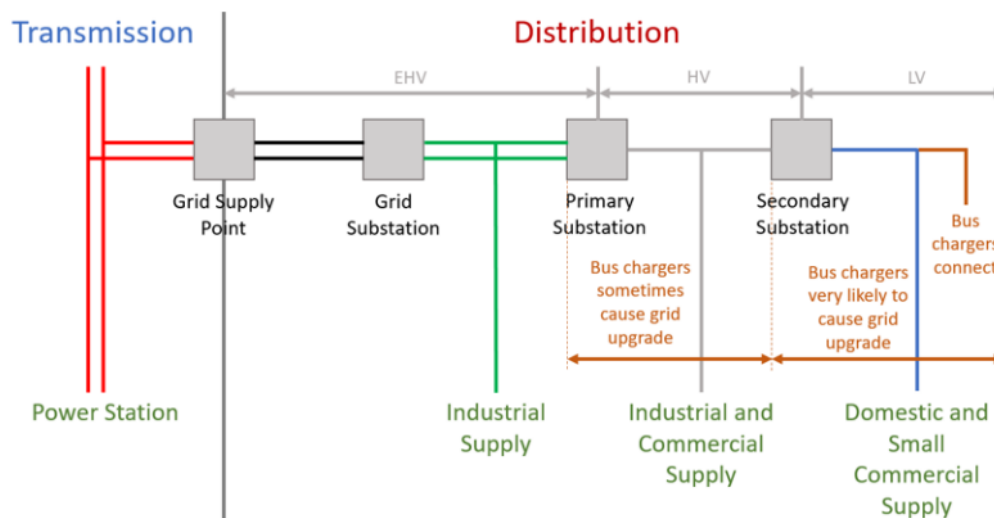 Transmission
Distribution
EHV
HV
LV
Grid Supply
Point
Grid
Substation
Primary
Substation
Secondary
Substation
Bus
chargers
connect
Bus chargers
sometimes
cause grid
upgrade
Bus chargers
very likely to
cause grid
upgrade
Power Station
Industrial
Supply
Industrial and
Commercial
Supply
Domestic and
Small
Commercial
Supply